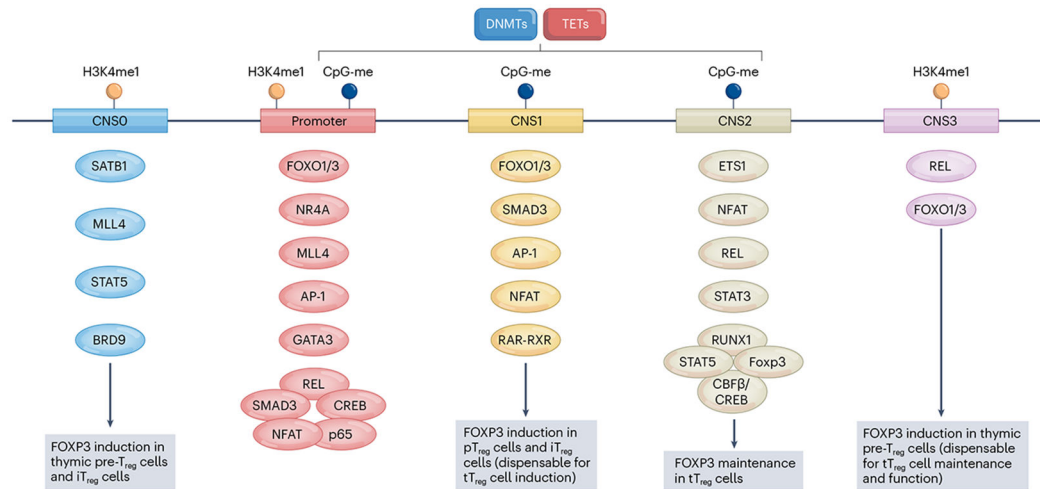 DNMTs TETs
H3K4me1 H3K4me1 CpG-me CpG-me CpG-me H3K4me1
CNS0 Promoter CNS1 CNS2 CNS3
SATB1
MLL4
STAT5
BRD9
FOXP3 induction in
thymic pre-Treg cells
and iTreg cells
FOXO1/3
NR4A
MLL4
AP-1
GATA3
REL
SMAD3 CREB
NFAT p65
FOXO1/3
SMAD3
AP-1
NFAT
RAR-RXR
FOXP3 induction in
pTreg cells and iTreg
cells (dispensable for
tTreg cell induction)
ETS1
NFAT
REL
STAT3
RUNX1
STAT5 Foxp3
CBFβ/
CREB
FOXP3 maintenance
in tTreg cells
REL
FOXO1/3
FOXP3 induction in thymic
pre-Treg cells (dispensable
for tTreg cell maintenance
and function)